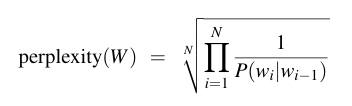 perplexity(W) = \sqrt[N]{\prod_{i=1}^{N} \frac{1}{P(w_i|w_{i-1})}}